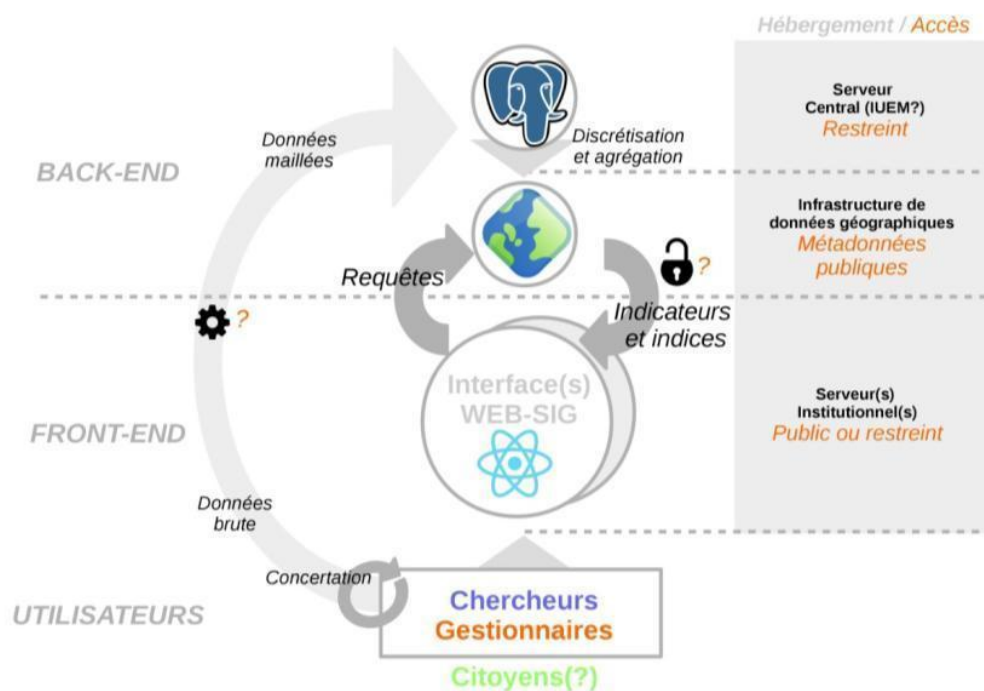 Hébergement / Accès
Serveur
Central (IUEM?)
Restreint
Données
maillées
Discrétisation
et agrégation
BACK-END
Infrastructure de
données géographiques
Métadonnées
publiques
Requêtes
?
Indicateurs
et indices
?
Interface(s)
WEB-SIG
Serveur(s)
Institutionnel(s)
Public ou restreint
FRONT-END
Données
brute
Concertation
UTILISATEURS
Chercheurs
Gestionnaires
Citoyens(?)